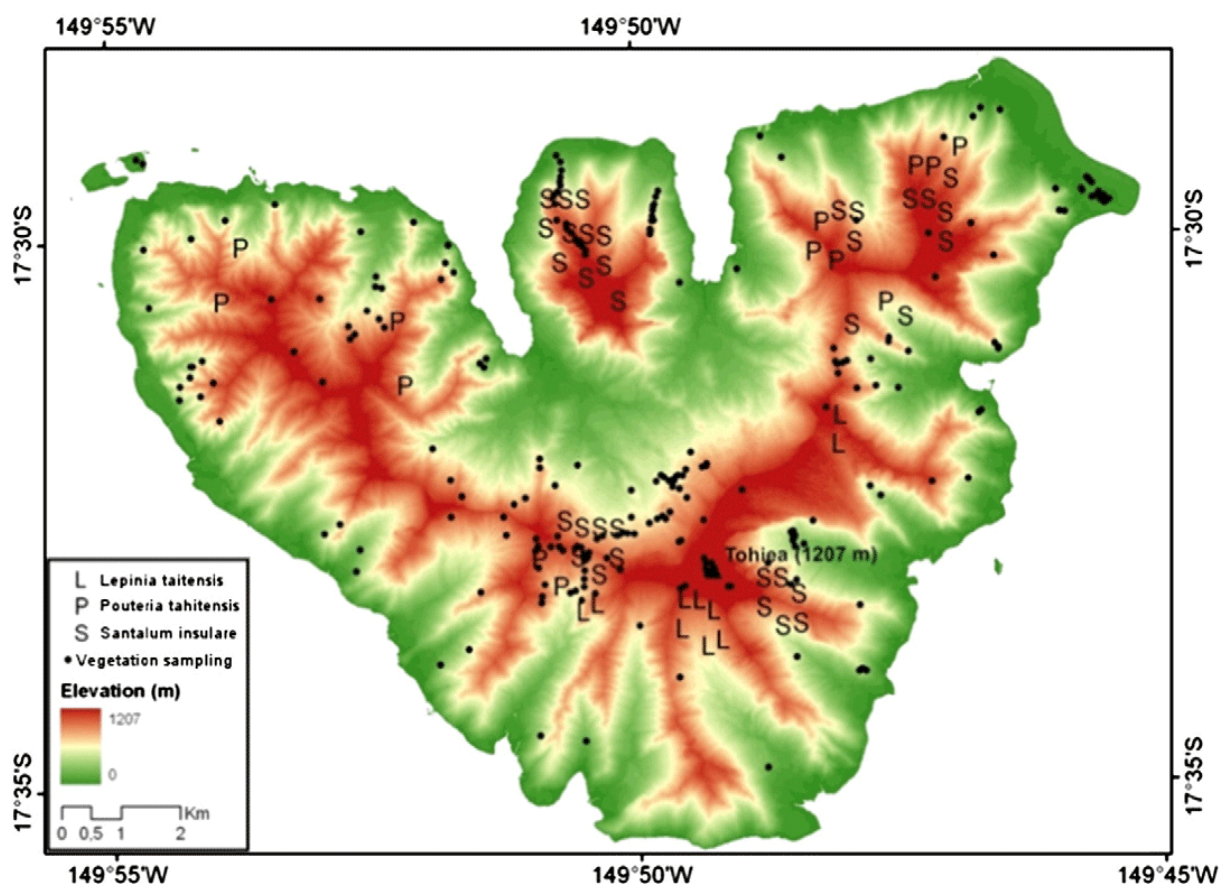 149°55'W 149°50'W
17°30'S 17°30'S
P
P P S
S S S S S S S
P S S S S
S S S S P S S
P P P
S S S
S
P P S
P S
P
L
L
S S S S
Tohiea (1207 m)
P S S
S S S
P L L L L L S S S
L S S
L L
L Lepinia taitensis
P Pouteria tahitensis
S Santalum insulare
Vegetation sampling
Elevation (m)
1207
0
Km
0 0,5 1 2
17°35'S 17°35'S
149°55'W 149°50'W 149°45'W